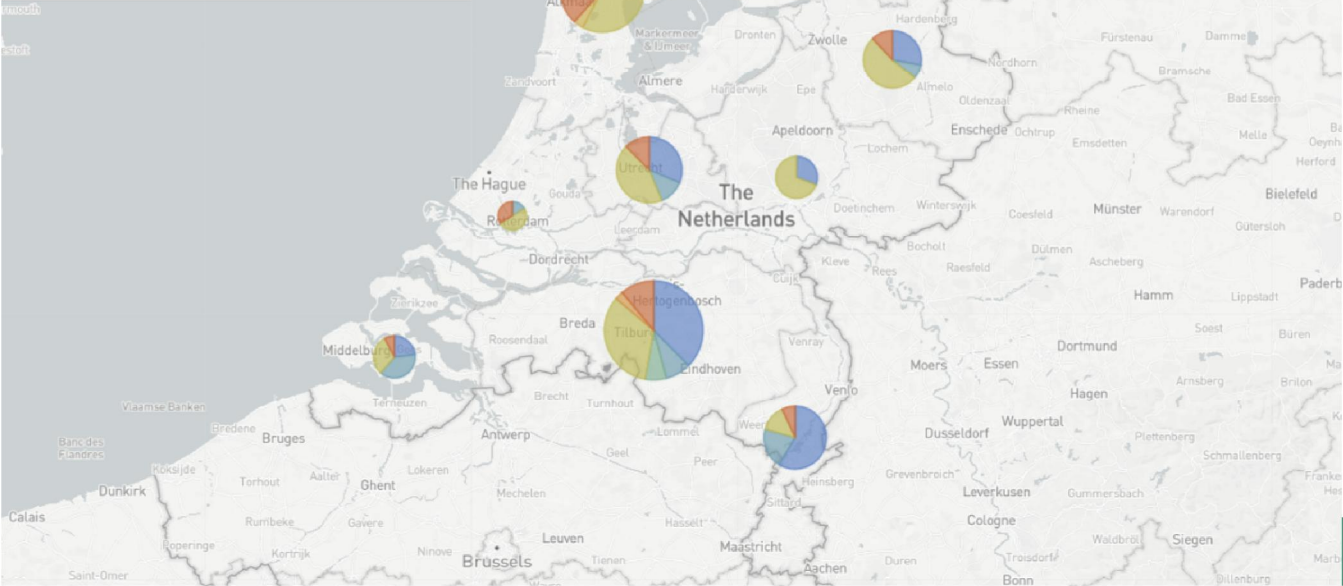 Alkmaar
Hardenberg
Dronten
Markermeer
& IJmeer
Zwolle
Fürstenau
Damme
Nordhorn
Bramsche
Zandvoort
Almere
Harderwijk
Epe
Almelo
Oldenzaal
Rheine
Bad Essen
Apeldoorn
Enschede
Ochtrup
Emsdetten
Melle
Lochem
Herford
Utrecht
The Hague
Gouda
The
Netherlands
Bielefeld
Doetinchem
Winterswijk
Coesfeld
Münster
Warendorf
Rotterdam
Leerdam
Gütersloh
Bocholt
Dülmen
Dordrecht
Kleve
Rees
Raesfeld
Ascheberg
Cuijk
Zierikzee
Hertogenbosch
Hamm
Lippstadt
Breda
Tilburg
Roosendaal
Venray
Soest
Büren
Middelburg
Dortmund
Eindhoven
Moers
Essen
Arnsberg
Brilon
Venlo
Hagen
Terneuzen
Brecht
Turnhout
Vlaamse Banken
Weert
Wuppertal
Bredene
Bruges
Antwerp
Lommel
Dusseldorf
Plettenberg
Banc des
Flandres
Geel
Peer
Schmallenberg
Koksijde
Lokeren
Grevenbroich
Torhout
Aalter
Ghent
Heinsberg
Dunkirk
Mechelen
Leverkusen
Gummersbach
Sittard
Calais
Rumbeke
Gavere
Hasselt
Cologne
Leuven
Waldbröl
Siegen
Poperinge
Kortrijk
Ninove
Brussels
Tienen
Maastricht
Duren
Troisdorf
Saint-Omer
Aachen
Bonn
Dillenburg